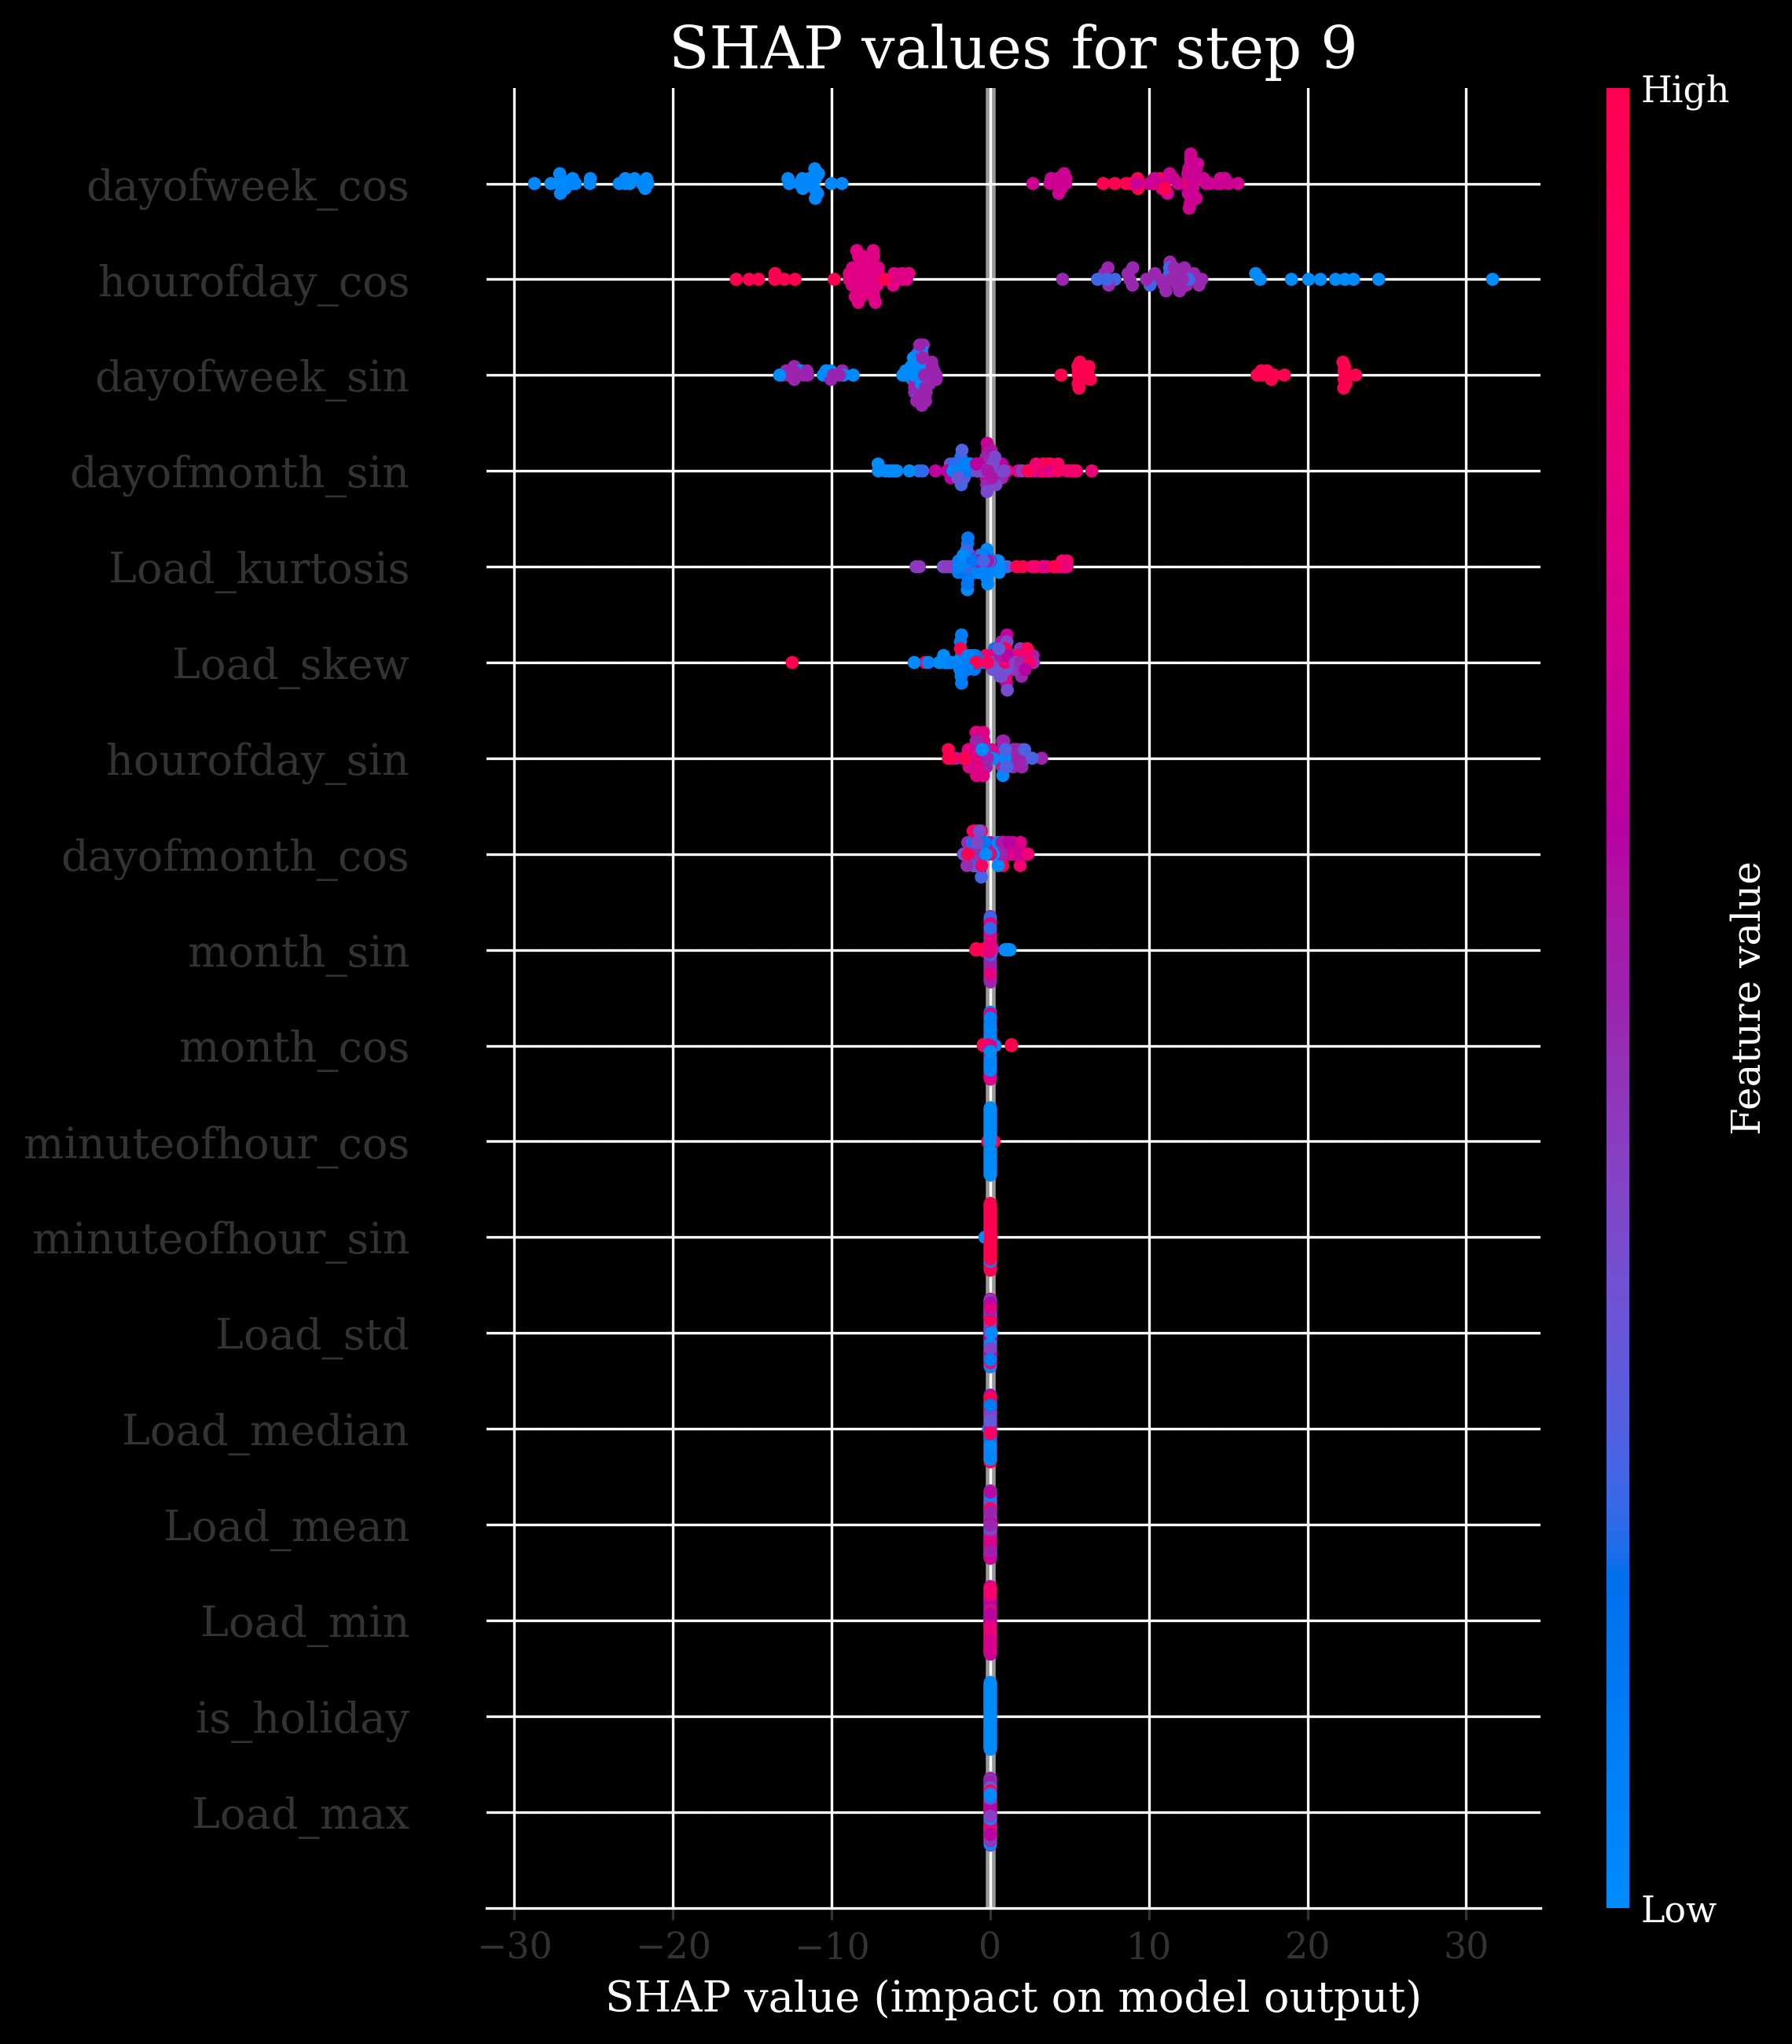 SHAP values for step 9
High
dayofweek_cos
hourofday_cos
dayofweek_sin
dayofmonth_sin
Load_kurtosis
Load_skew
hourofday_sin
dayofmonth_cos
month_sin
month_cos
minuteofhour_cos
minuteofhour_sin
Load_std
Load_median
Load_mean
Load_min
is_holiday
Load_max
Feature value
Low
−30 −20 −10 0 10 20 30
SHAP value (impact on model output)